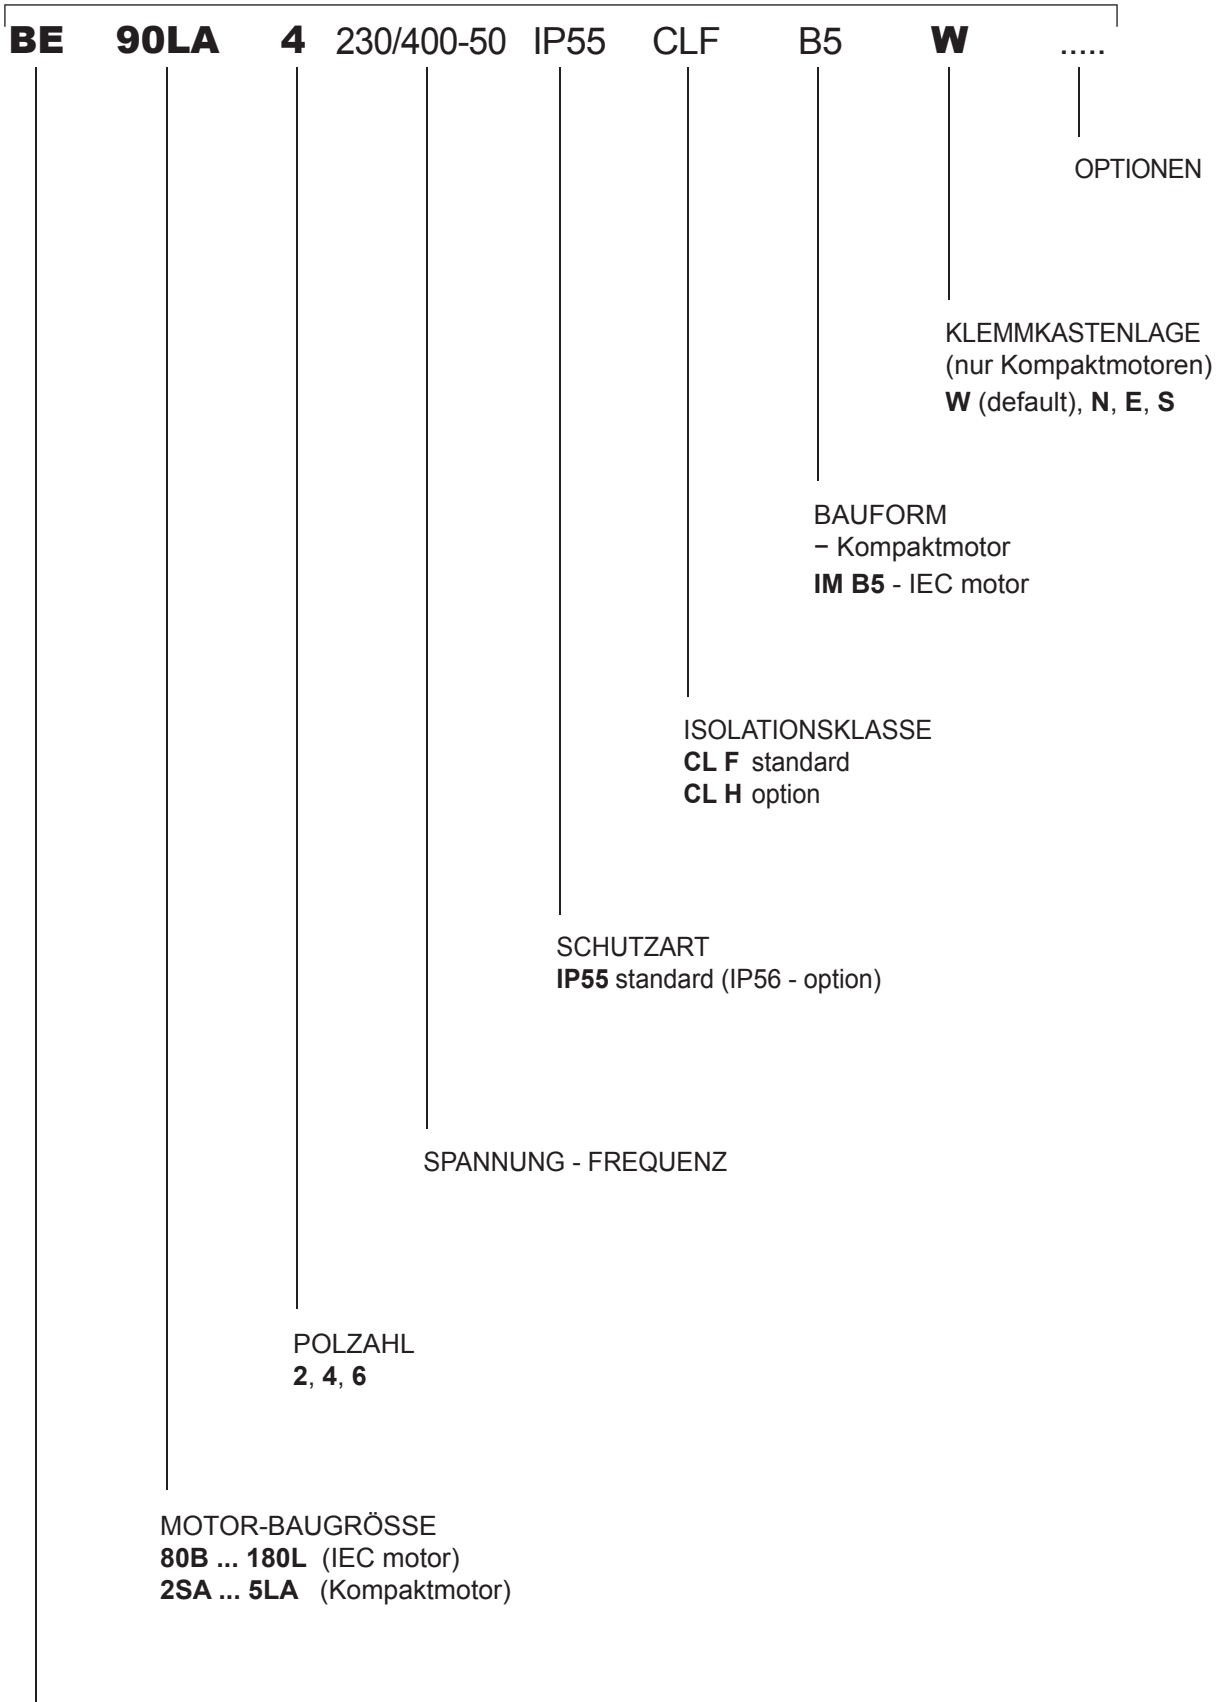 BE 90LA 4 230/400-50 IP55 CLF B5 W .....
OPTIONEN
KLEMMKASTENLAGE
(nur Kompaktmotoren)
W (default), N, E, S
BAUFORM
− Kompaktmotor
IM B5 - IEC motor
ISOLATIONSKLASSE
CL F standard
CL H option
SCHUTZART
IP55 standard (IP56 - option)
SPANNUNG - FREQUENZ
POLZAHL
2, 4, 6
MOTOR-BAUGRÖSSE
80B ... 180L (IEC motor)
2SA ... 5LA (Kompaktmotor)